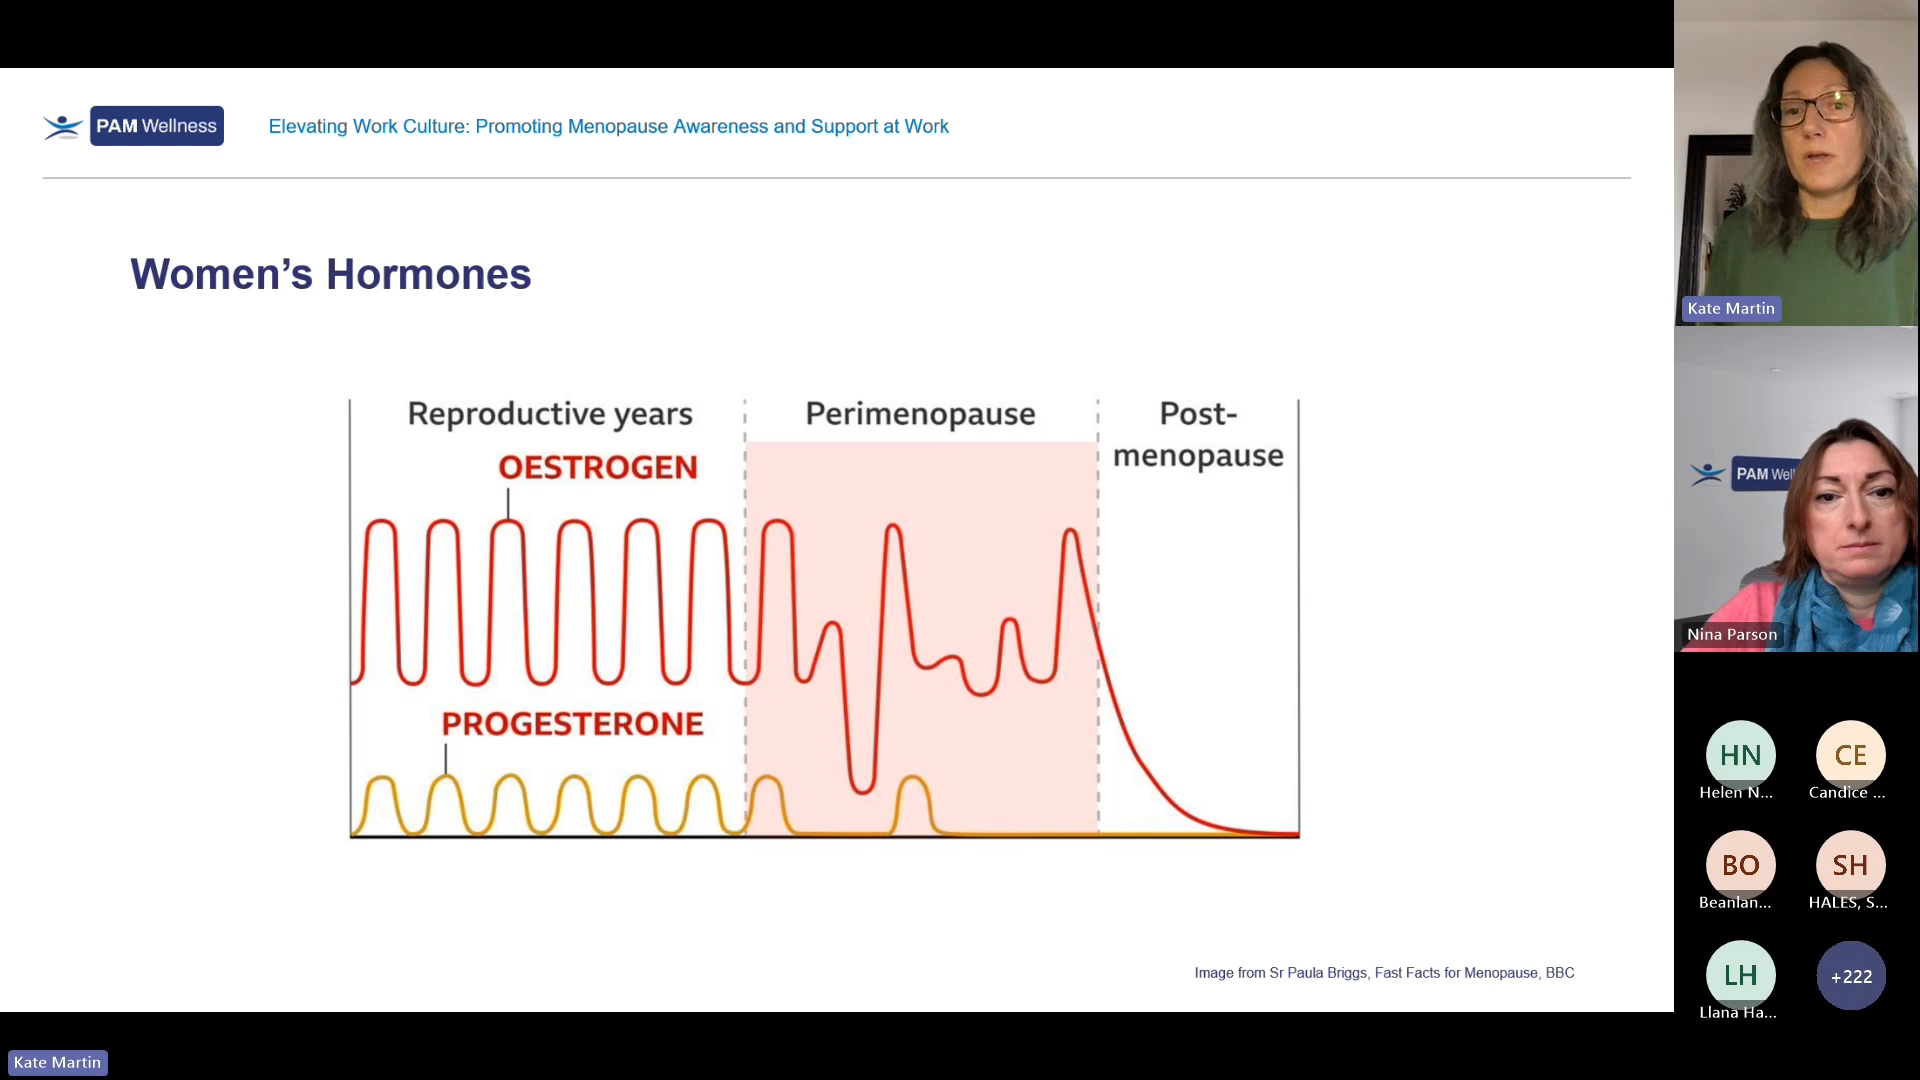 PAM Wellness
Elevating Work Culture: Promoting Menopause Awareness and Support at Work
Women's Hormones
Reproductive years
Perimenopause
Post-
menopause
OESTROGEN
PROGESTERONE
Image from Sr Paula Briggs, Fast Facts for Menopause, BBC
Kate Martin
Kate Martin
PAM Wel
Nina Parson
HN
Helen N...
CE
Candice ...
BO
Beanlan...
SH
HALES, S...
LH
Llana Ha...
+222